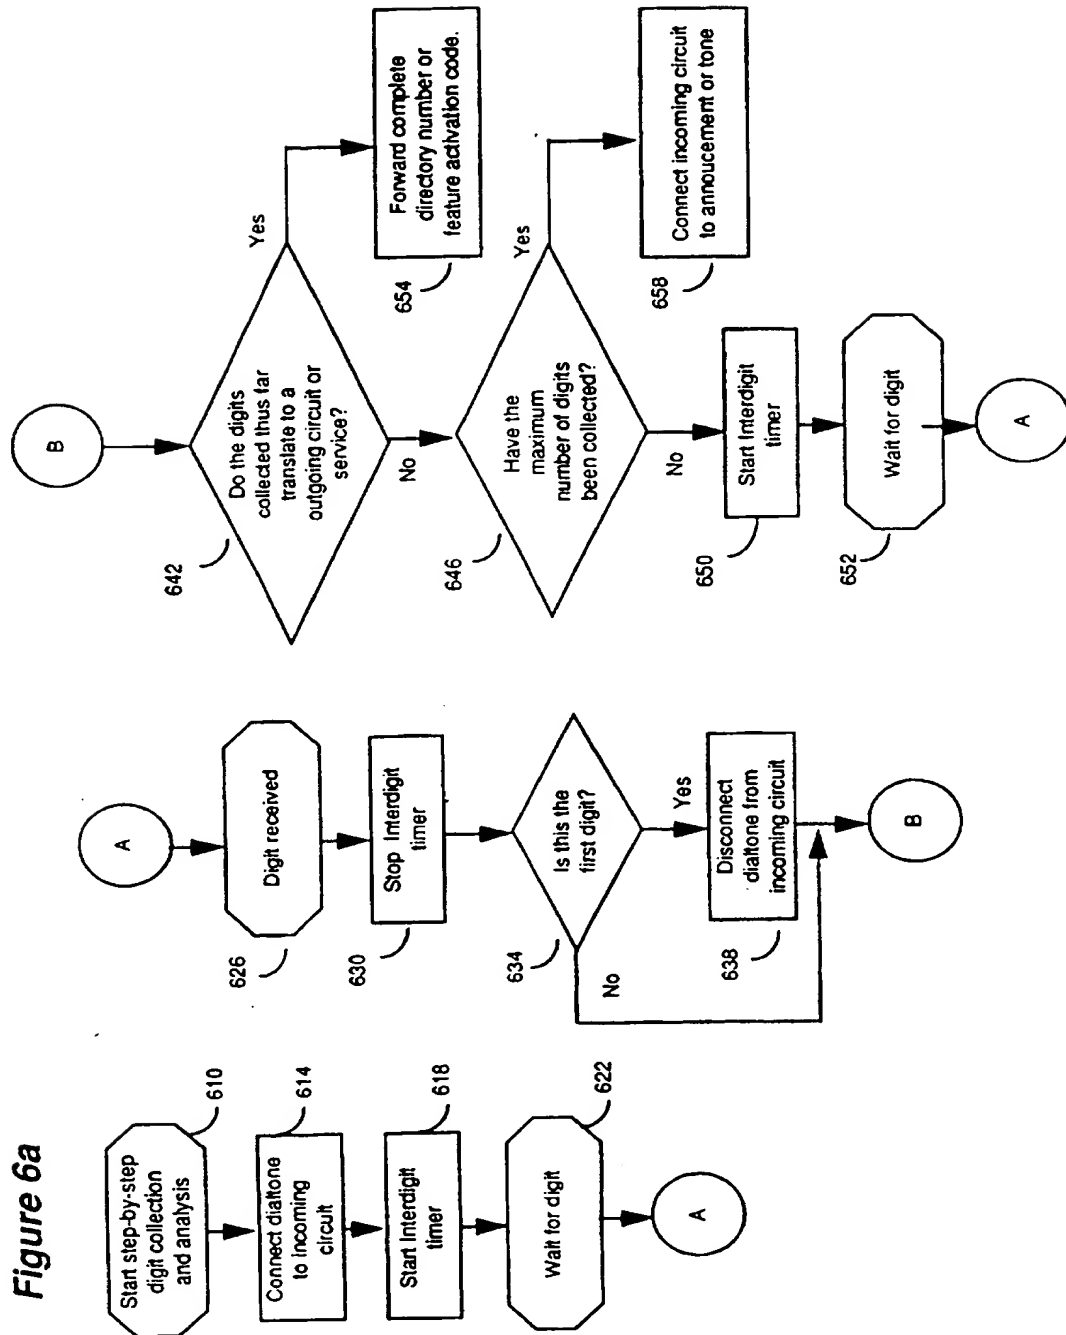 Figure 6a
Start step-by-step
digit collection
and analysis
610
Connect dialtone
to incoming
circuit
614
Start Interdigit
timer
618
Wait for digit
622
A
A
Digit received
626
Stop Interdigit
timer
630
Is this the
first digit?
634
No
Yes
Disconnect
dialtone from
incoming circuit
638
B
B
Do the digits
collected thus far
translate to a
outgoing circuit or
service?
642
Yes
No
Forward complete
directory number or
feature activation code.
654
Have the
maximum
number of digits
been collected?
646
Yes
No
Connect incoming circuit
to annoucement or tone
658
Start Interdigit
timer
650
Wait for digit
652
A